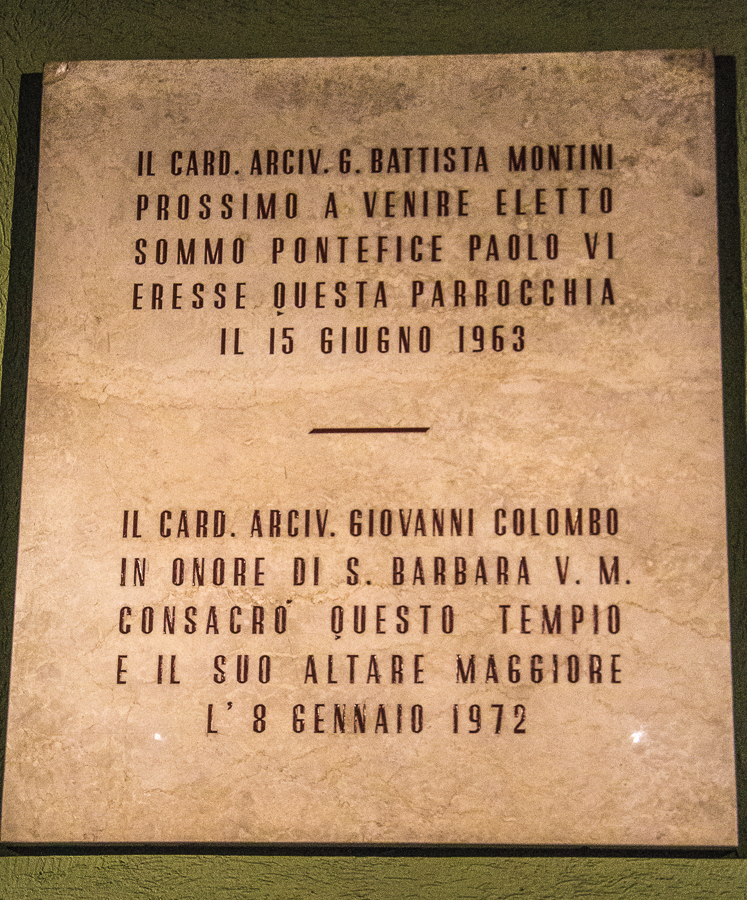 IL CARD. ARCIV. G. BATTISTA MONTINI
PROSSIMO A VENIRE ELETTO
SOMMO PONTEFICE PAOLO VI
ERESSE QUESTA PARROCCHIA
IL 15 GIUGNO 1963
IL CARD. ARCIV. GIOVANNI COLOMBO
IN ONORE DI S. BARBARA V. M.
CONSACRÒ QUESTO TEMPIO
E IL SUO ALTARE MAGGIORE
L' 8 GENNAIO 1972